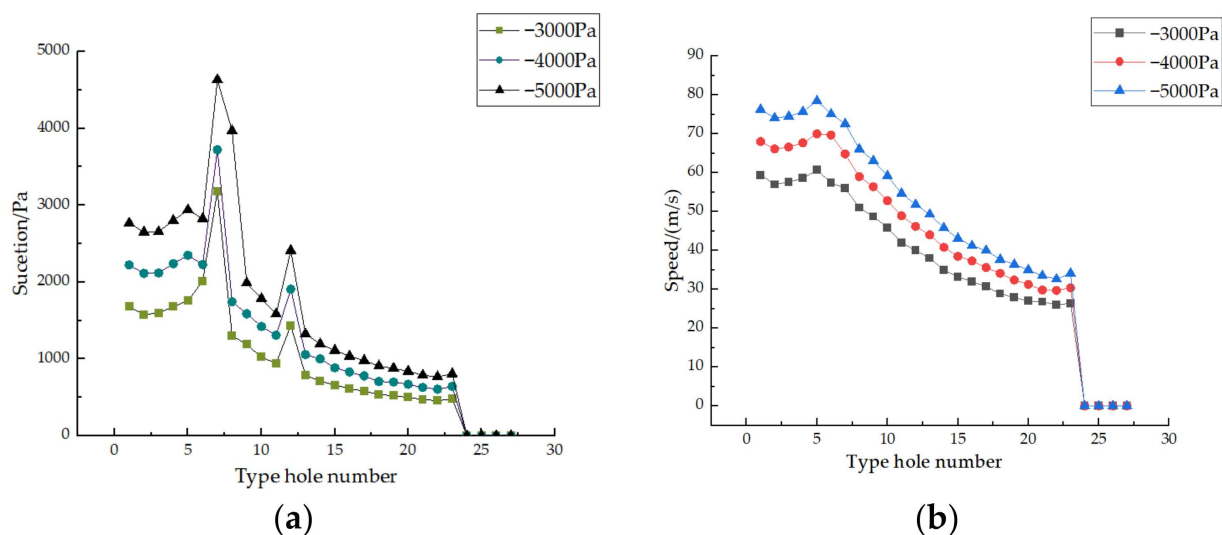 −3000Pa
−4000Pa
−5000Pa
5000
4000
3000
2000
1000
0
Sucetion/Pa
0 5 10 15 20 25 30
Type hole number
(a)
−3000Pa
−4000Pa
−5000Pa
90
80
70
60
50
40
30
20
10
0
Speed/(m/s)
0 5 10 15 20 25 30
Type hole number
(b)